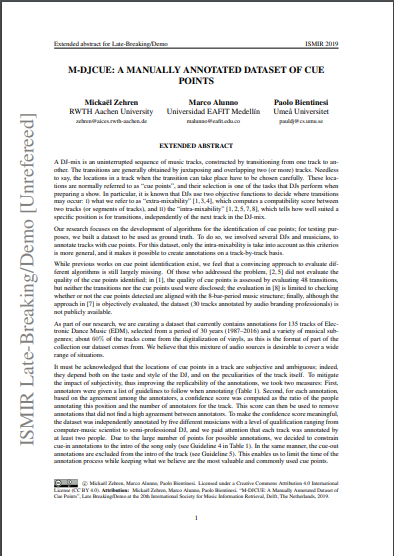 Extended abstract for Late-Breaking/Demo ISMIR 2019
M-DJCUE: A MANUALLY ANNOTATED DATASET OF CUE
POINTS
Mickaël Zehren Marco Alunno Paolo Bientinesi
RWTH Aachen University Universidad EAFIT Medellín Umeå Universitet
zehren@aices.rwth-aachen.de malunno@eafit.edu.co pauldj@cs.umu.se
EXTENDED ABSTRACT
A DJ-mix is an uninterrupted sequence of music tracks, constructed by transitioning from one track to an-
other. The transitions are generally obtained by juxtaposing and overlapping two (or more) tracks. Needless
to say, the locations in a track when the transition can take place have to be chosen carefully. These loca-
tions are normally referred to as “cue points”, and their selection is one of the tasks that DJs perform when
preparing a show. In particular, it is known that DJs use two objective functions to decide where transitions
may occur: i) what we refer to as “extra-mixability” [1,3,4], which computes a compatibility score between
two tracks (or segments of tracks), and ii) the “intra-mixability” [1, 2, 5, 7, 8], which tells how well suited a
specific position is for transitions, independently of the next track in the DJ-mix.
Our research focuses on the development of algorithms for the identification of cue points; for testing pur-
poses, we built a dataset to be used as ground truth. To do so, we involved several DJs and musicians, to
annotate tracks with cue points. For this dataset, only the intra-mixability is take into account as this criterion
is more general, and it makes it possible to create annotations on a track-by-track basis.
While previous works on cue point identification exist, we feel that a convincing approach to evaluate dif-
ferent algorithms is still largely missing. Of those who addressed the problem, [2, 5] did not evaluate the
quality of the cue points identified; in [1], the quality of cue points is assessed by evaluating 48 transitions,
but neither the transitions nor the cue points used were disclosed; the evaluation in [8] is limited to checking
whether or not the cue points detected are aligned with the 8-bar-period music structure; finally, although the
approach in [7] is objectively evaluated, the dataset (30 tracks annotated by audio branding professionals) is
not publicly available.
As part of our research, we are curating a dataset that currently contains annotations for 135 tracks of Elec-
tronic Dance Music (EDM), selected from a period of 30 years (1987–2016) and a variety of musical sub-
genres; about 60% of the tracks come from the digitalization of vinyls, as this is the format of part of the
collection our dataset comes from. We believe that this mixture of audio sources is desirable to cover a wide
range of situations.
It must be acknowledged that the locations of cue points in a track are subjective and ambiguous; indeed,
they depend both on the taste and style of the DJ, and on the peculiarities of the track itself. To mitigate
the impact of subjectivity, thus improving the replicability of the annotations, we took two measures: First,
annotators were given a list of guidelines to follow when annotating (Table 1). Second, for each annotator,
based on the agreement among the annotators, a confidence score was computed as the ratio of the people
annotating this position and the number of annotators for the track. This score can then be used to remove
annotations that did not find a high agreement between annotators. To make the confidence score meaningful,
the dataset was independently annotated by five different musicians with a level of qualification ranging from
computer-music scientist to semi-professional DJ, and we paid attention that each track was annotated by
at least two people. Due to the large number of points for possible annotations, we decided to constrain
cue-in annotations to the intro of the song only (see Guideline 4 in Table 1). In the same manner, the cue-out
annotations are excluded from the intro of the track (see Guideline 5). This enables us to limit the time of the
annotation process while keeping what we believe are the most valuable and commonly used cue points.
© Mickaël Zehren, Marco Alunno, Paolo Bientinesi. Licensed under a Creative Commons Attribution 4.0 International
License (CC BY 4.0). Attribution: Mickaël Zehren, Marco Alunno, Paolo Bientinesi. “M-DJCUE: A Manually Annotated Dataset of
Cue Points”, Late Breaking/Demo at the 20th International Society for Music Information Retrieval, Delft, The Netherlands, 2019.
1
ISMIR Late-Breaking/Demo [Unrefereed]